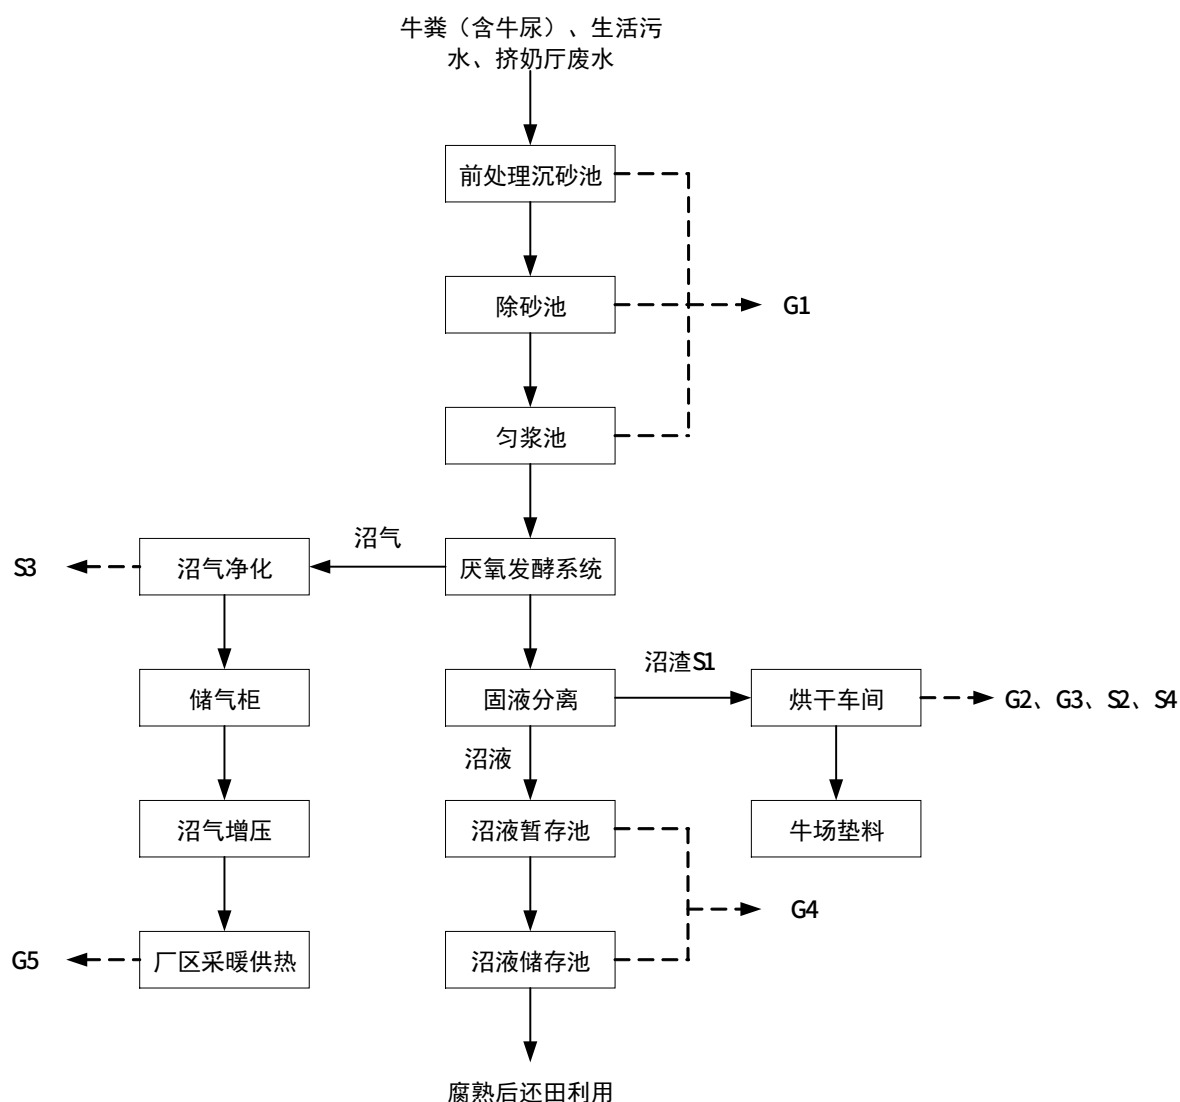 牛粪（含牛尿）、生活污
水、挤奶厅废水
前处理沉砂池
除砂池
G1
匀浆池
沼气
S3
沼气净化
厌氧发酵系统
沼渣S1
储气柜
固液分离
烘干车间
G2、G3、S2、S4
沼液
沼气增压
沼液暂存池
牛场垫料
G4
G5
厂区采暖供热
沼液储存池
腐熟后还田利用